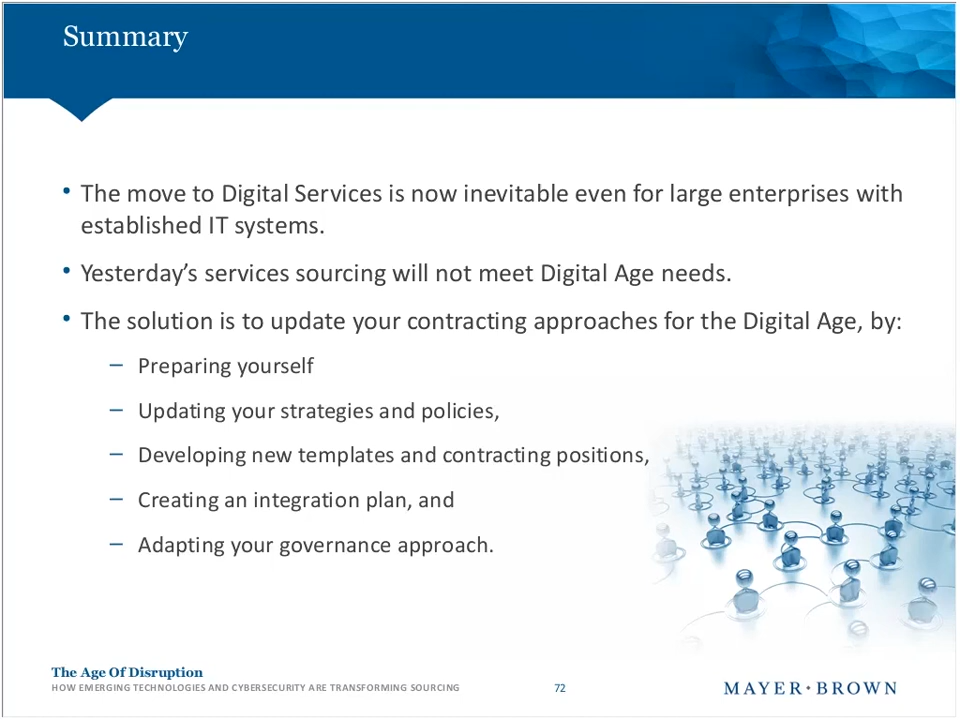 Summary
• The move to Digital Services is now inevitable even for large enterprises with
established IT systems.
• Yesterday’s services sourcing will not meet Digital Age needs.
• The solution is to update your contracting approaches for the Digital Age, by:
– Preparing yourself
– Updating your strategies and policies,
– Developing new templates and contracting positions,
– Creating an integration plan, and
– Adapting your governance approach.
The Age Of Disruption
HOW EMERGING TECHNOLOGIES AND CYBERSECURITY ARE TRANSFORMING SOURCING
72
MAYER·BROWN